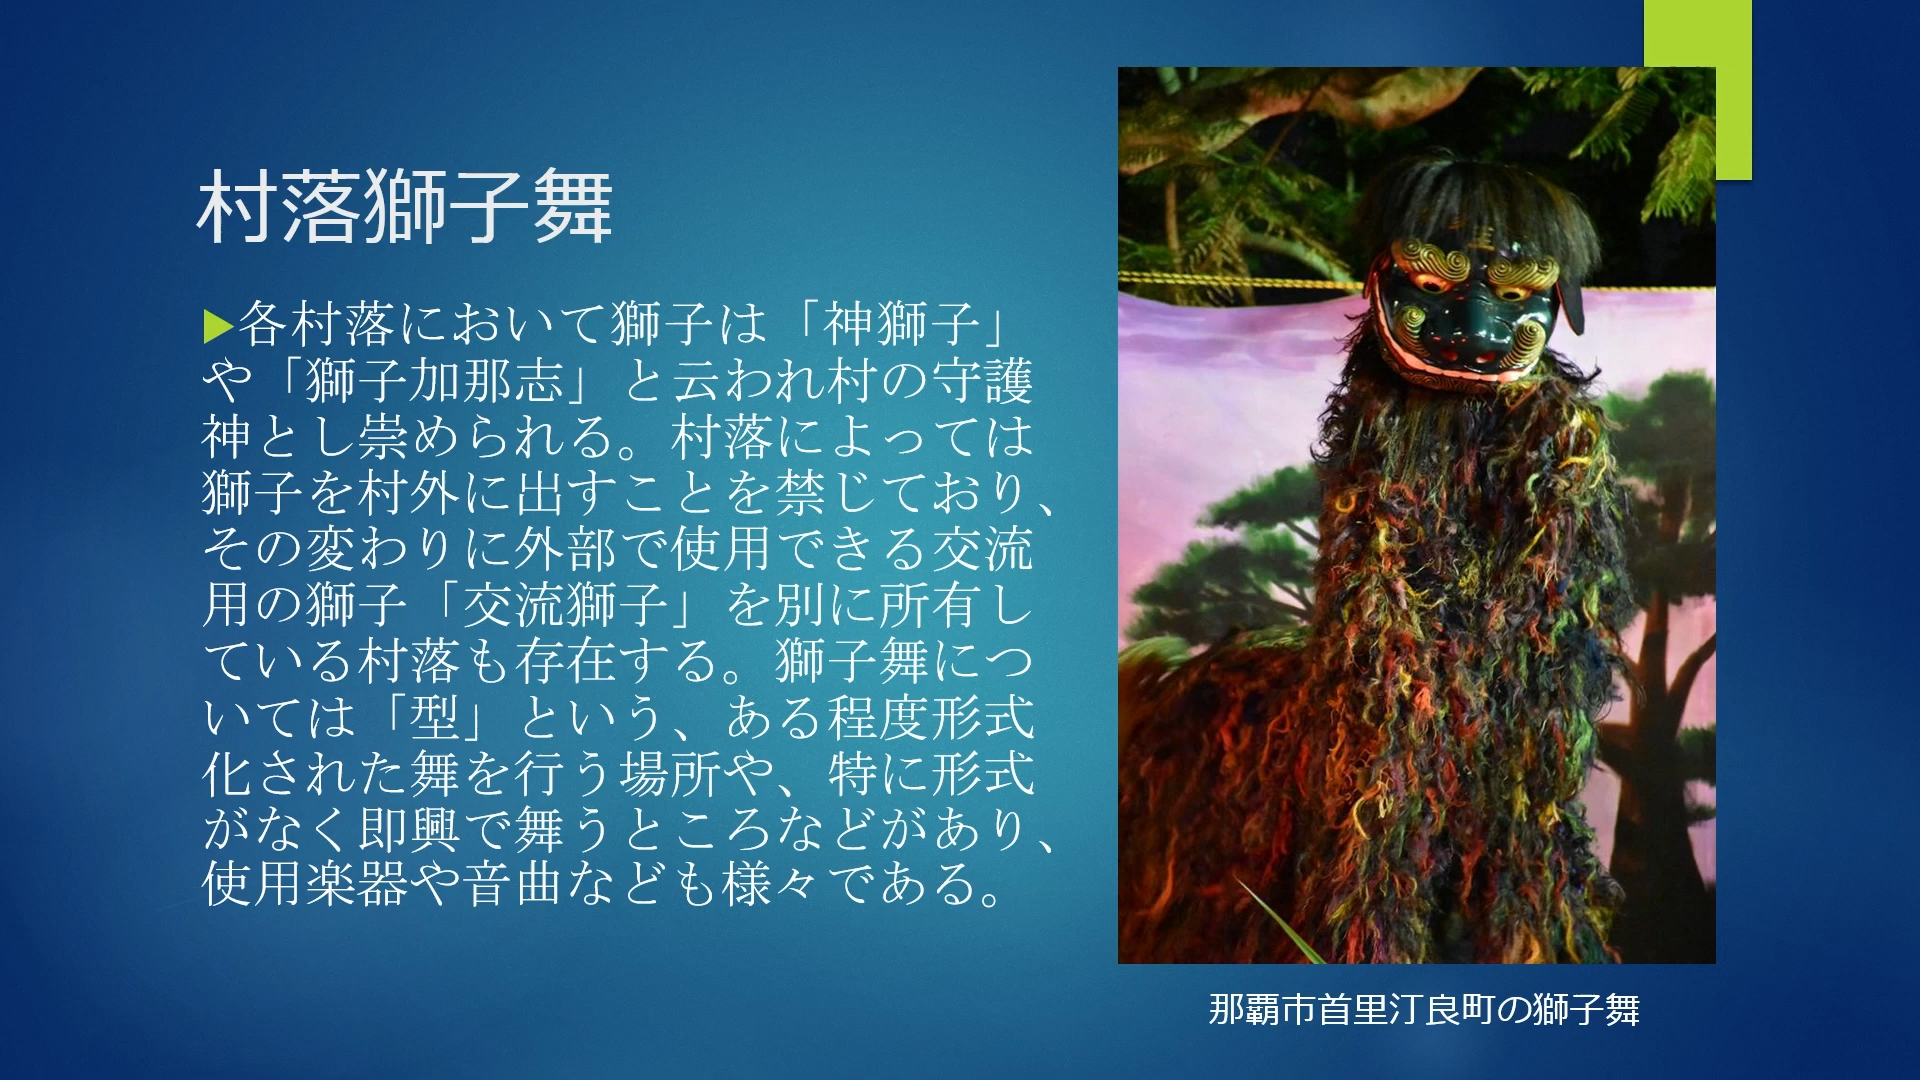 村落獅子舞
各村落において獅子は「神獅子」
や「獅子加那志」と云われ村の守護
神とし崇められる。村落によっては
獅子を村外に出すことを禁じており、
その変わりに外部で使用できる交流
用の獅子「交流獅子」を別に所有し
ている村落も存在する。獅子舞につ
いては「型」という、ある程度形式
化された舞を行う場所や、特に形式
がなく即興で舞うところなどがあり、
使用楽器や音曲なども様々である。
那覇市首里汀良町の獅子舞